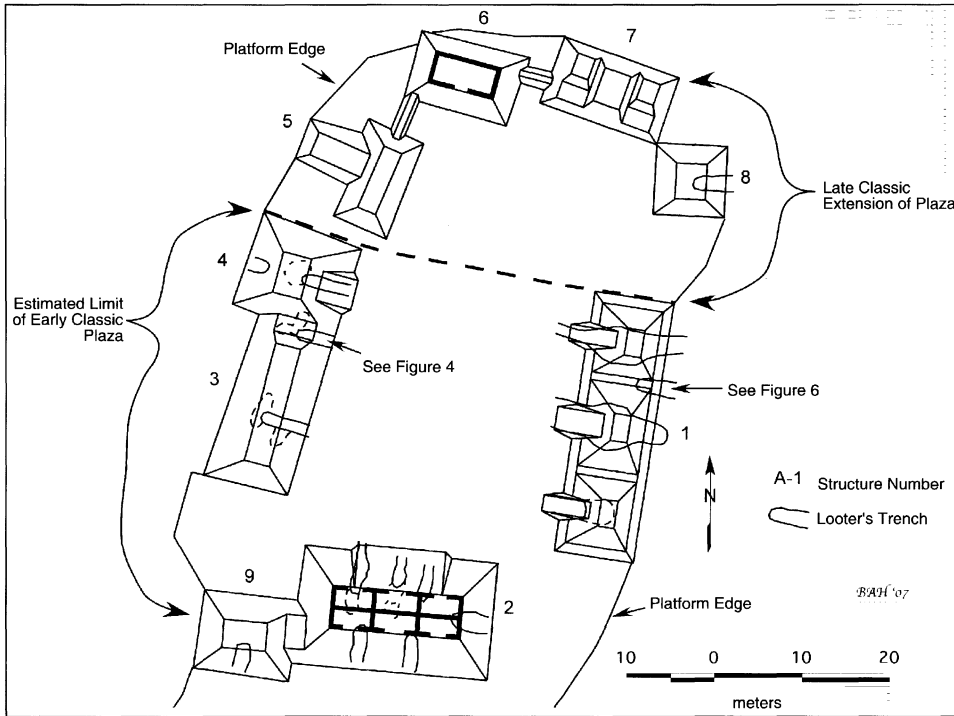 6
7
Platform Edge
5
8
Late Classic
Extension of Plaza
4
Estimated Limit
of Early Classic
Plaza
See Figure 4
3
See Figure 6
1
A-1 Structure Number
N
Looter's Trench
9
2
BAH '07
Platform Edge
10 0 10 20
meters